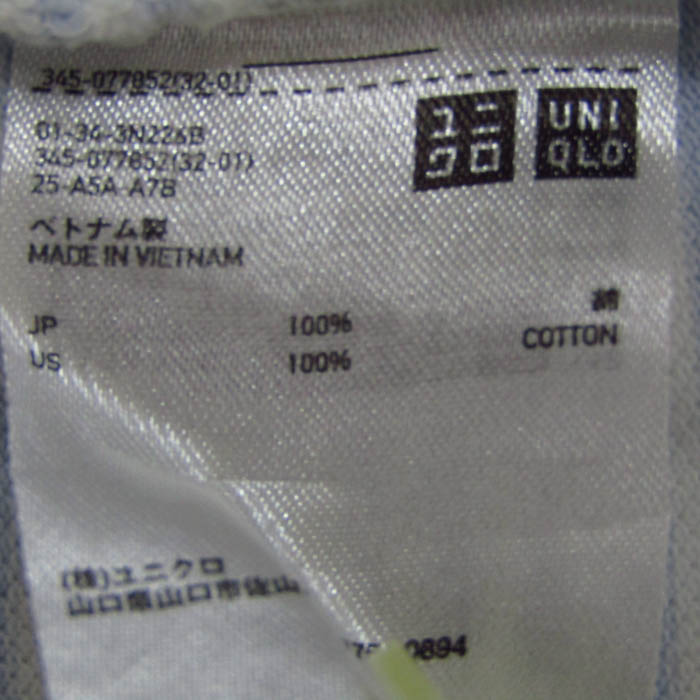 345-077852(32-01)
ユニクロ
UNIQLO
01-34-3N226B
345-077852(32-01)
25-A5A-A7B
ベトナム製
MADE IN VIETNAM
綿
JP 100% COTTON
US 100%
(株)ユニクロ
山口県山口市佐山
0894